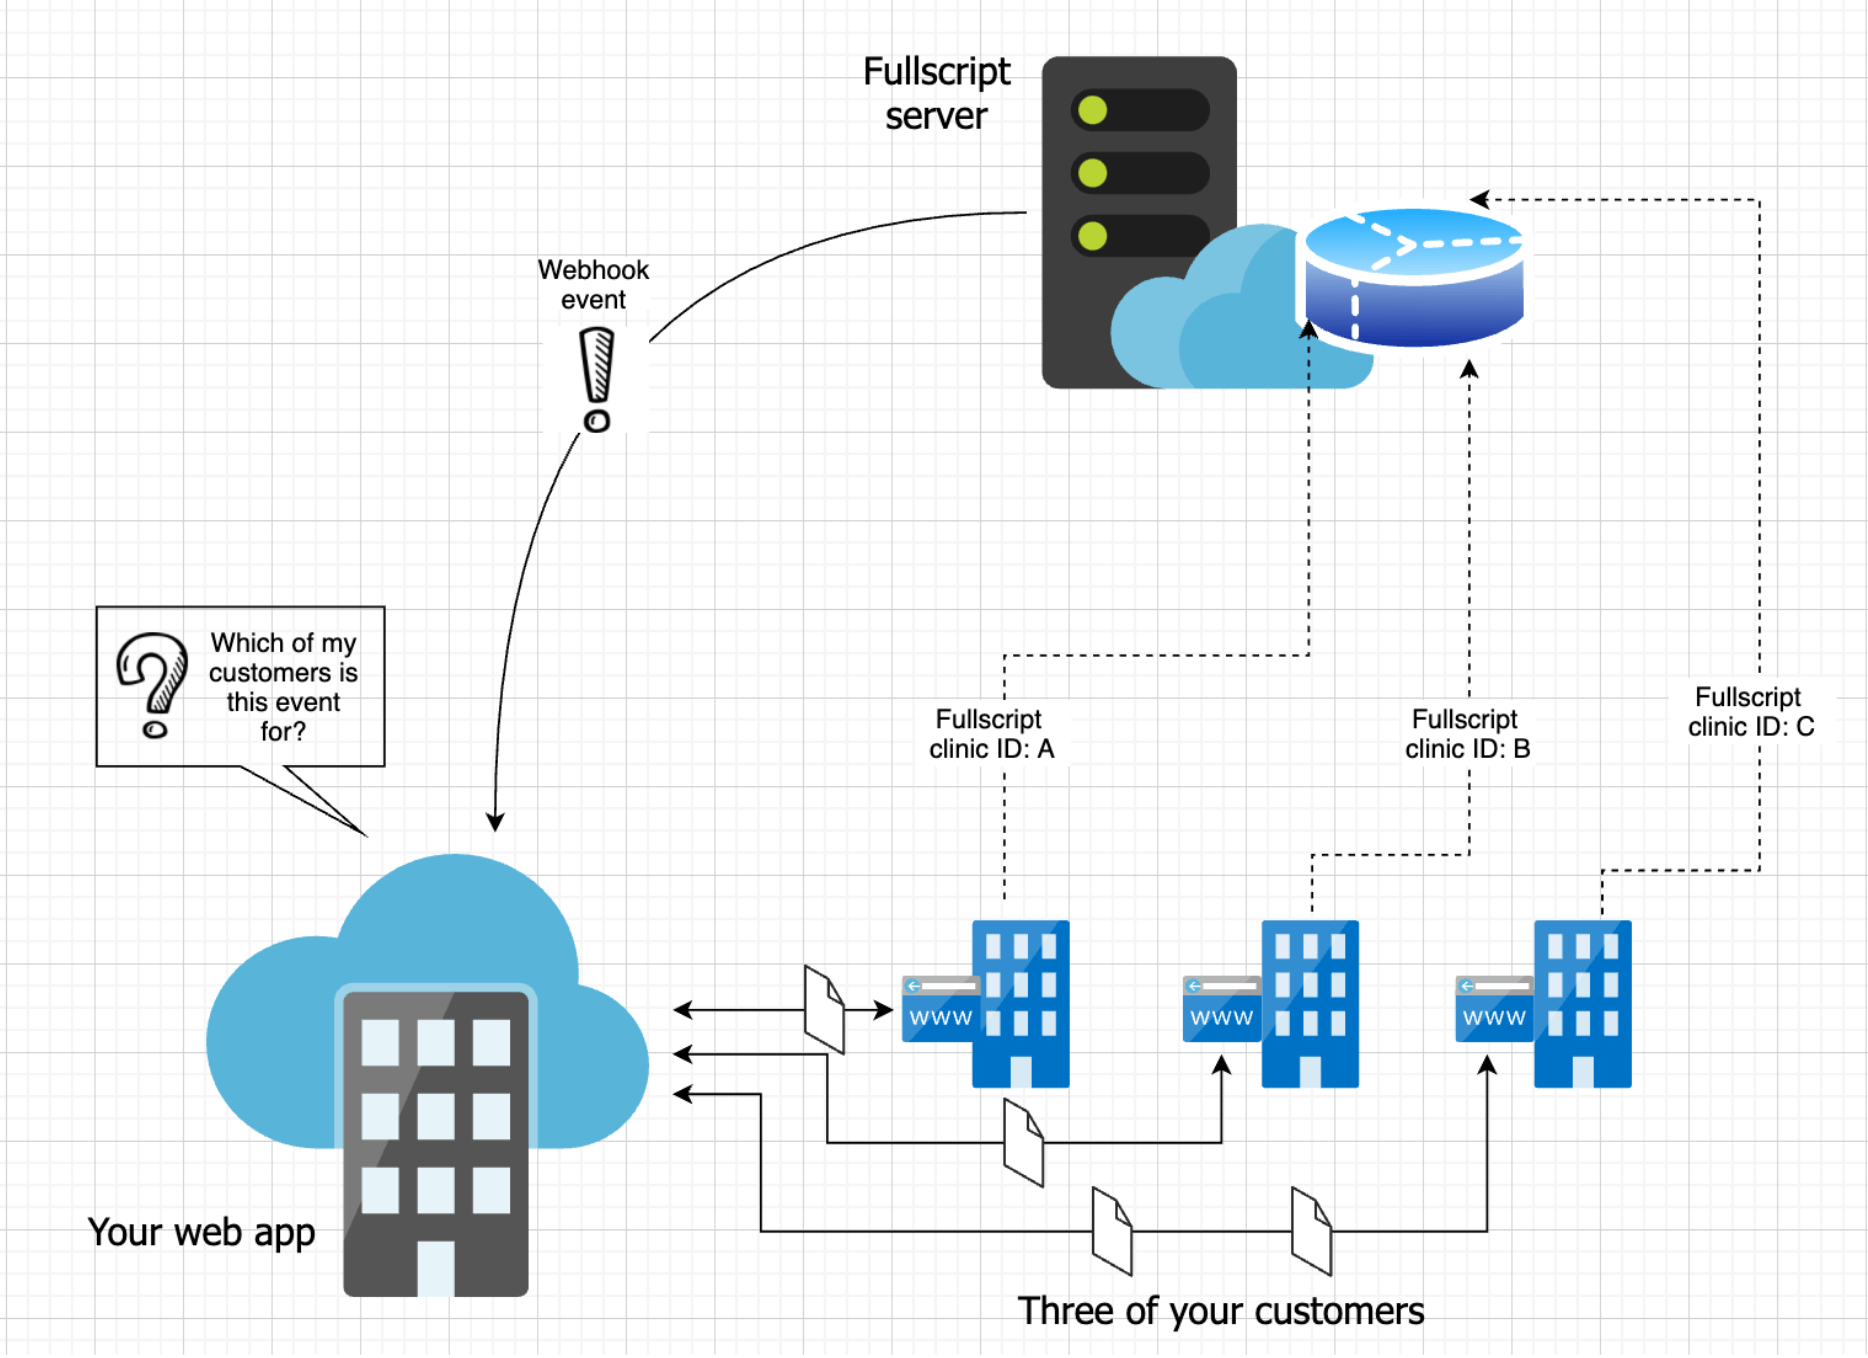 Fullscript
server
Webhook
event
Which of my
customers is
this event
for?
Fullscript
clinic ID: A
Fullscript
clinic ID: B
Fullscript
clinic ID: C
www
www
www
Your web app
Three of your customers